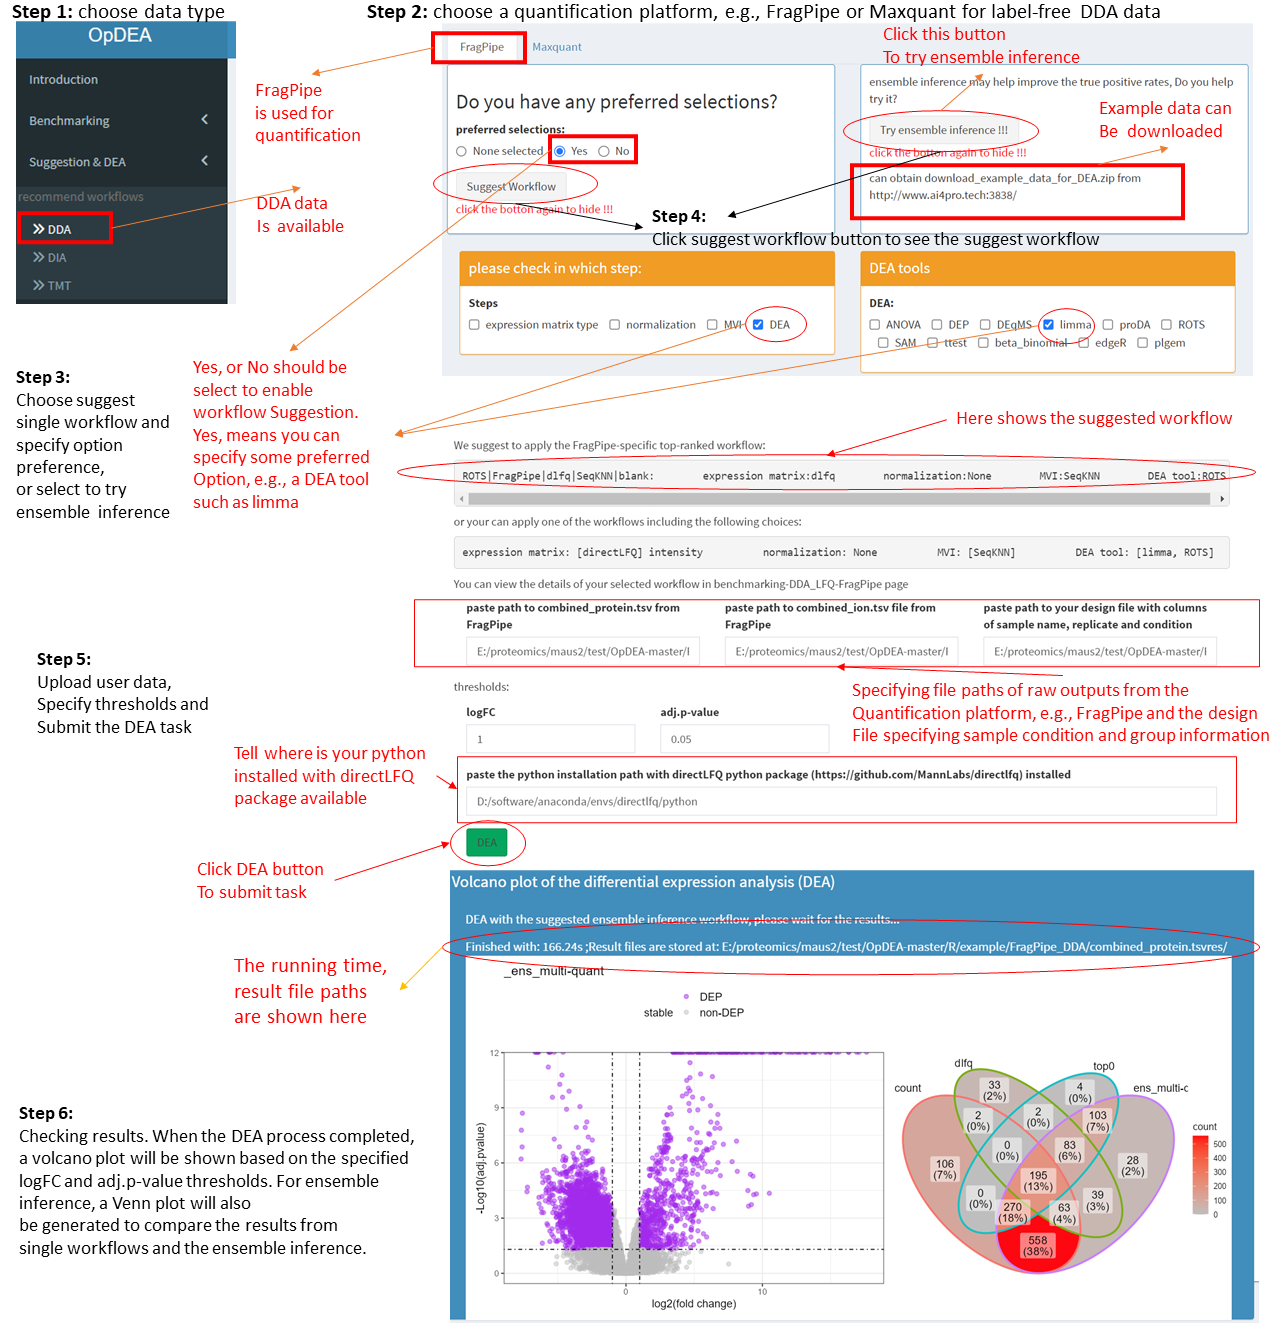 Step 1: choose data type
OpDEA
Introduction
Benchmarking
Suggestion & DEA
recommend workflows
DDA
DIA
TMT
DDA data
Is available
Step 2: choose a quantification platform, e.g., FragPipe or Maxquant for label-free DDA data
FragPipe
Maxquant
FragPipe
is used for
quantification
Do you have any preferred selections?
preferred selections:
None selected
Yes
No
Suggest Workflow
click the botton again to hide !!!
Click this button
To try ensemble inference
ensemble inference may help improve the true positive rates, Do you help
try it?
Try ensemble inference !!!
click the botton again to hide !!!
can obtain download_example_data_for_DEA.zip from
http://www.ai4pro.tech:3838/
Example data can
Be downloaded
Step 4:
Click suggest workflow button to see the suggest workflow
please check in which step:
Steps
expression matrix type
normalization
MVI
DEA
DEA tools
DEA:
ANOVA
DEP
DEqMS
limma
proDA
ROTS
SAM
ttest
beta_binomial
edgeR
plgem
Step 3:
Choose suggest
single workflow and
specify option
preference,
or select to try
ensemble inference
Yes, or No should be
select to enable
workflow Suggestion.
Yes, means you can
specify some preferred
Option, e.g., a DEA tool
such as limma
Here shows the suggested workflow
We suggest to apply the FragPipe-specific top-ranked workflow:
ROTS|FragPipe|dlfq|SeqKNN|blank: expression matrix:dlfq normalization:None MVI:SeqKNN DEA tool:ROTS
or your can apply one of the workflows including the following choices:
expression matrix: [directLFQ] intensity normalization: None MVI: [SeqKNN] DEA tool: [limma, ROTS]
You can view the details of your selected workflow in benchmarking-DDA_LFQ-FragPipe page
paste path to combined_protein.tsv from
FragPipe
E:/proteomics/maus2/test/OpDEA-master/F
paste path to combined_ion.tsv file from
FragPipe
E:/proteomics/maus2/test/OpDEA-master/F
paste path to your design file with columns
of sample name, replicate and condition
E:/proteomics/maus2/test/OpDEA-master/F
Step 5:
Upload user data,
Specify thresholds and
Submit the DEA task
thresholds:
logFC
1
adj.p-value
0.05
Specifying file paths of raw outputs from the
Quantification platform, e.g., FragPipe and the design
File specifying sample condition and group information
Tell where is your python
installed with directLFQ
package available
paste the python installation path with directLFQ python package (https://github.com/MannLabs/directlfq) installed
D:/software/anaconda/envs/directlfq/python
DEA
Click DEA button
To submit task
Volcano plot of the differential expression analysis (DEA)
DEA with the suggested ensemble inference workflow, please wait for the results...
Finished with: 166.24s ;Result files are stored at: E:/proteomics/maus2/test/OpDEA-master/R/example/FragPipe_DDA/combined_protein.tsvres/
The running time,
result file paths
are shown here
_ens_multi-quant
stable
DEP
non-DEP
12
9
6
3
0
-Log10(adj.pvalue)
0
10
log2(fold change)
count
dlfq
top0
ens_multi-c
33
(2%)
4
(0%)
2
(0%)
2
(0%)
103
(7%)
0
(0%)
83
(6%)
106
(7%)
28
(2%)
195
(13%)
0
(0%)
39
(3%)
270
(18%)
63
(4%)
558
(38%)
count
500
400
300
200
100
0
Step 6:
Checking results. When the DEA process completed,
a volcano plot will be shown based on the specified
logFC and adj.p-value thresholds. For ensemble
inference, a Venn plot will also
be generated to compare the results from
single workflows and the ensemble inference.